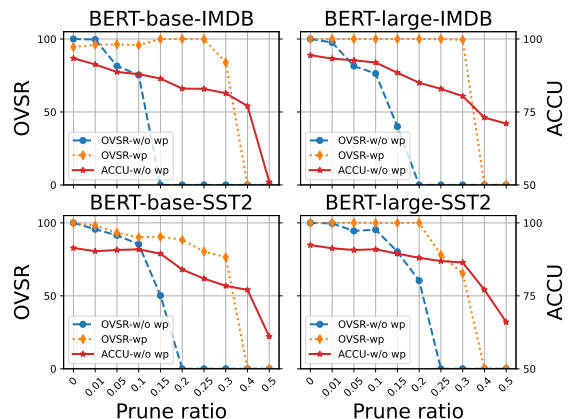 BERT-base-IMDB
BERT-large-IMDB
100
50
0
OVSR
OVSR-w/o wp
OVSR-wp
ACCU-w/o wp
OVSR-w/o wp
OVSR-wp
ACCU-w/o wp
100
75
50
ACCU
BERT-base-SST2
BERT-large-SST2
100
50
0
OVSR
OVSR-w/o wp
OVSR-wp
ACCU-w/o wp
OVSR-w/o wp
OVSR-wp
ACCU-w/o wp
100
75
50
ACCU
0 0.01 0.05 0.1 0.15 0.2 0.25 0.3 0.4 0.5
0 0.01 0.05 0.1 0.15 0.2 0.25 0.3 0.4 0.5
Prune ratio
Prune ratio